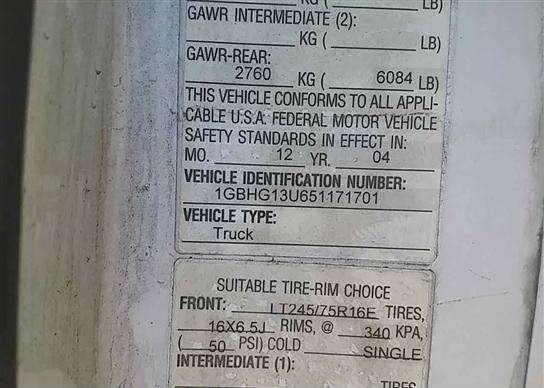 KG ( LB)
GAWR INTERMEDIATE (2):
KG ( LB)
GAWR-REAR:
2760 KG ( 6084 LB)
THIS VEHICLE CONFORMS TO ALL APPLI-
CABLE U.S.A. FEDERAL MOTOR VEHICLE
SAFETY STANDARDS IN EFFECT IN:
MO. 12 YR. 04
VEHICLE IDENTIFICATION NUMBER:
1GBHG13U651171701
VEHICLE TYPE:
Truck
SUITABLE TIRE-RIM CHOICE
FRONT: LT245/75R16E TIRES,
16X6.5J RIMS, @ 340 KPA,
( 50 PSI) COLD SINGLE
INTERMEDIATE (1):
TIRES